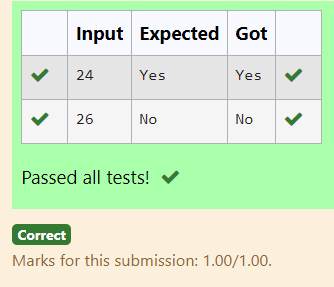 Input Expected Got
24 Yes Yes
26 No No
Passed all tests!
Correct
Marks for this submission: 1.00/1.00.